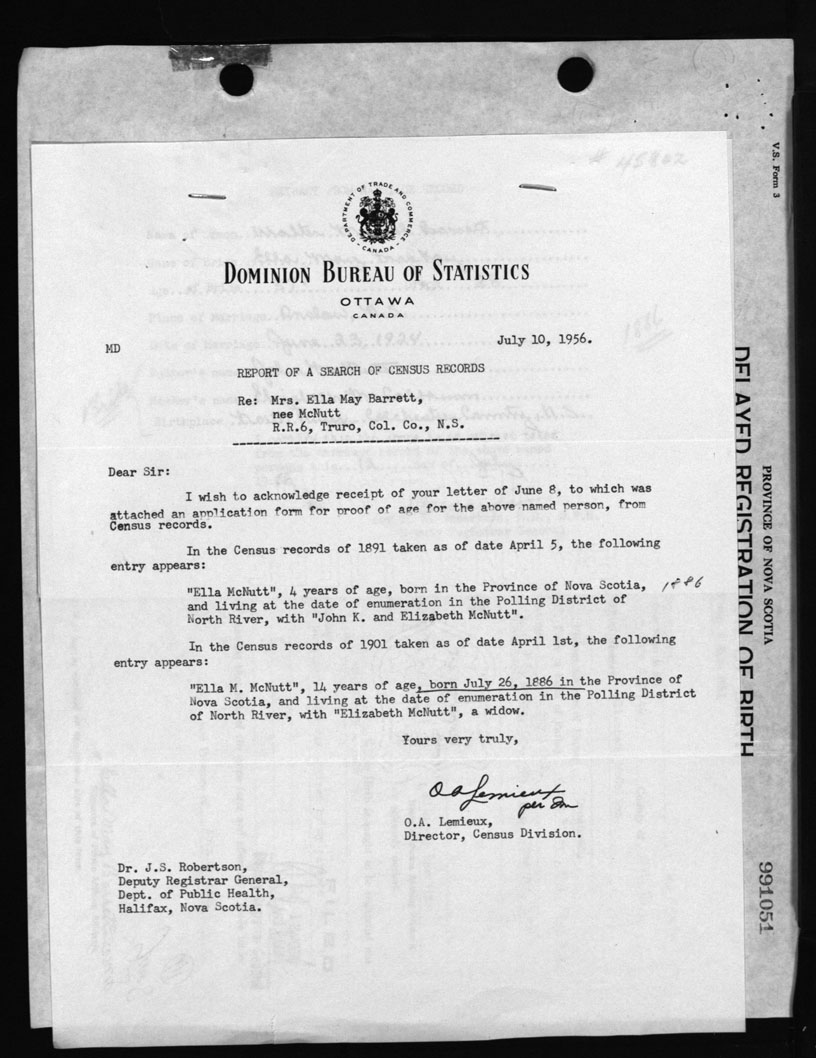 # 45802
DEPARTMENT OF TRADE AND COMMERCE
CANADA
DOMINION BUREAU OF STATISTICS
OTTAWA
CANADA
July 10, 1956.
MD
REPORT OF A SEARCH OF CENSUS RECORDS
Re: Mrs. Ella May Barrett,
nee McNutt
R.R.6, Truro, Col. Co., N.S.
Dear Sir:
I wish to acknowledge receipt of your letter of June 8, to which was
attached an application form for proof of age for the above named person, from
Census records.
In the Census records of 1891 taken as of date April 5, the following
entry appears:
"Ella McNutt", 4 years of age, born in the Province of Nova Scotia, 1886
and living at the date of enumeration in the Polling District of
North River, with "John K. and Elizabeth McNutt".
In the Census records of 1901 taken as of date April 1st, the following
entry appears:
"Ella M. McNutt", 14 years of age, born July 26, 1886 in the Province of
Nova Scotia, and living at the date of enumeration in the Polling District
of North River, with "Elizabeth McNutt", a widow.
Yours very truly,
O A Lemieux
per
O.A. Lemieux,
Director, Census Division.
Dr. J.S. Robertson,
Deputy Registrar General,
Dept. of Public Health,
Halifax, Nova Scotia.
V.S. Form 3
PROVINCE OF NOVA SCOTIA
DELAYED REGISTRATION OF BIRTH
991051